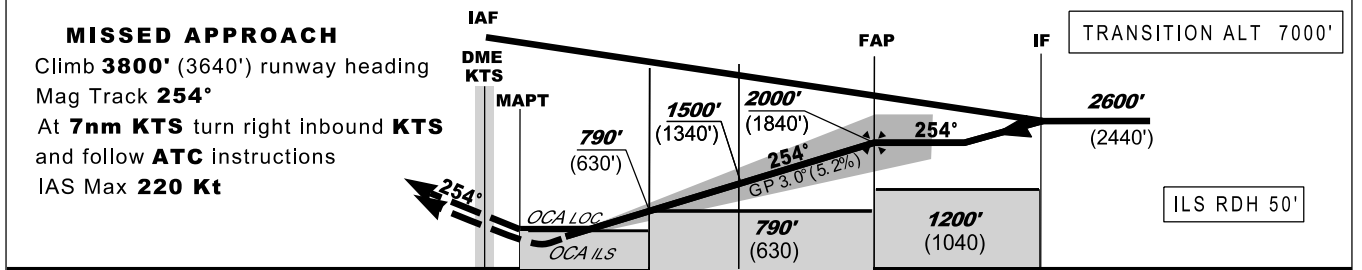 MISSED APPROACH
Climb 3800' (3640') runway heading
Mag Track 254°
At 7nm KTS turn right inbound KTS
and follow ATC instructions
IAS Max 220 Kt
IAF
DME
KTS
MAPT
FAP
IF
TRANSITION ALT 7000'
790'
(630')
1500'
(1340')
2000'
(1840')
254°
2600'
(2440')
254°
GP 3.0° (5.2%)
254°
OCA LOC
OCA ILS
790'
(630)
1200'
(1040)
ILS RDH 50'